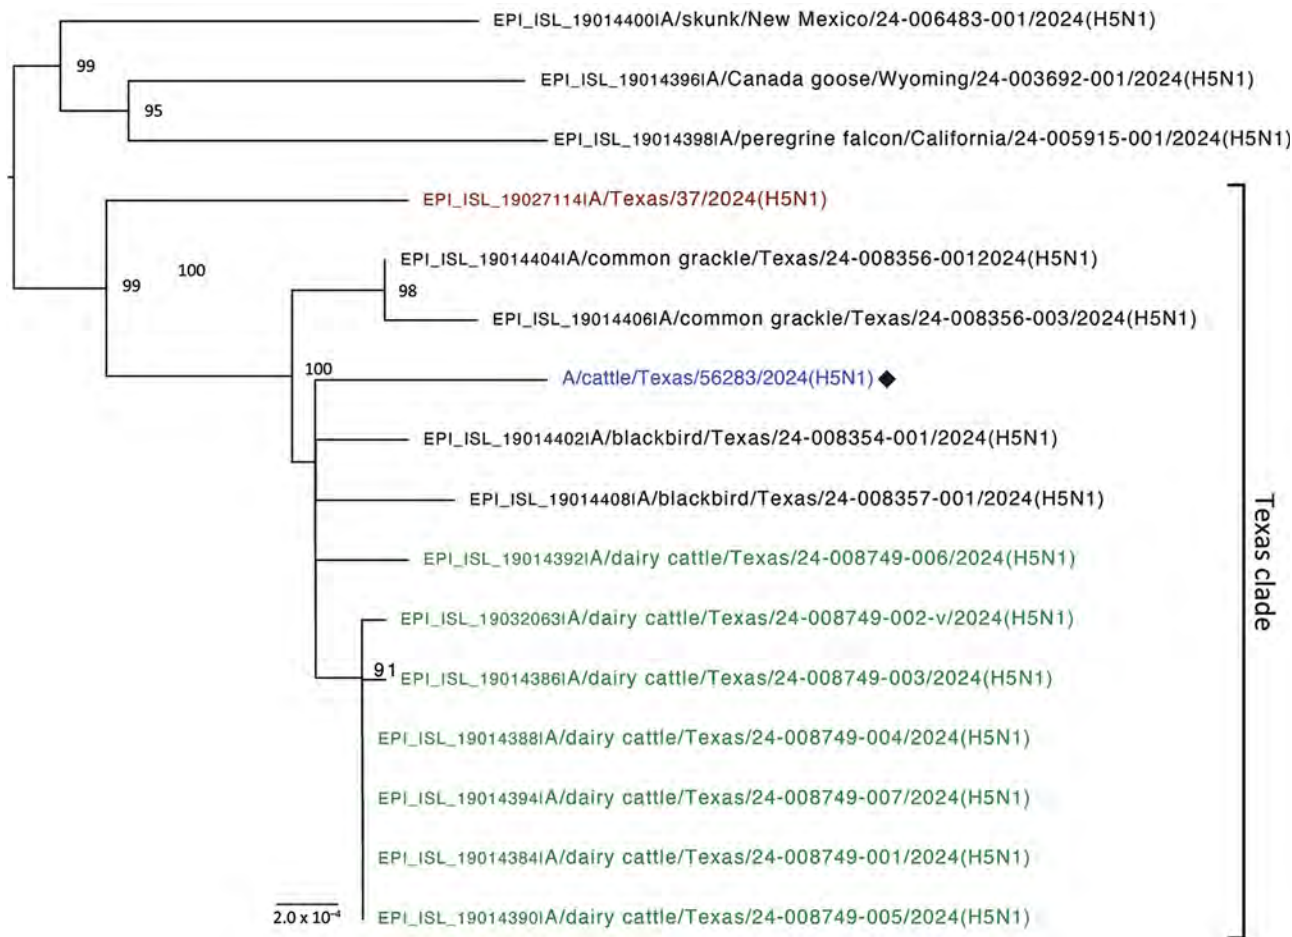 EPI_ISL_19014400|A/skunk/New Mexico/24-006483-001/2024(H5N1)
99
EPI_ISL_19014396|A/Canada goose/Wyoming/24-003692-001/2024(H5N1)
95
EPI_ISL_19014398|A/peregrine falcon/California/24-005915-001/2024(H5N1)
EPI_ISL_19027114|A/Texas/37/2024(H5N1)
EPI_ISL_19014404|A/common grackle/Texas/24-008356-0012024(H5N1)
100
99
98
EPI_ISL_19014406|A/common grackle/Texas/24-008356-003/2024(H5N1)
100
A/cattle/Texas/56283/2024(H5N1) ◆
EPI_ISL_19014402|A/blackbird/Texas/24-008354-001/2024(H5N1)
EPI_ISL_19014408|A/blackbird/Texas/24-008357-001/2024(H5N1)
Texas clade
EPI_ISL_19014392|A/dairy cattle/Texas/24-008749-006/2024(H5N1)
EPI_ISL_19032063|A/dairy cattle/Texas/24-008749-002-v/2024(H5N1)
91
EPI_ISL_19014386|A/dairy cattle/Texas/24-008749-003/2024(H5N1)
EPI_ISL_19014388|A/dairy cattle/Texas/24-008749-004/2024(H5N1)
EPI_ISL_19014394|A/dairy cattle/Texas/24-008749-007/2024(H5N1)
EPI_ISL_19014384|A/dairy cattle/Texas/24-008749-001/2024(H5N1)
EPI_ISL_19014390|A/dairy cattle/Texas/24-008749-005/2024(H5N1)
2.0 x 10⁻⁴